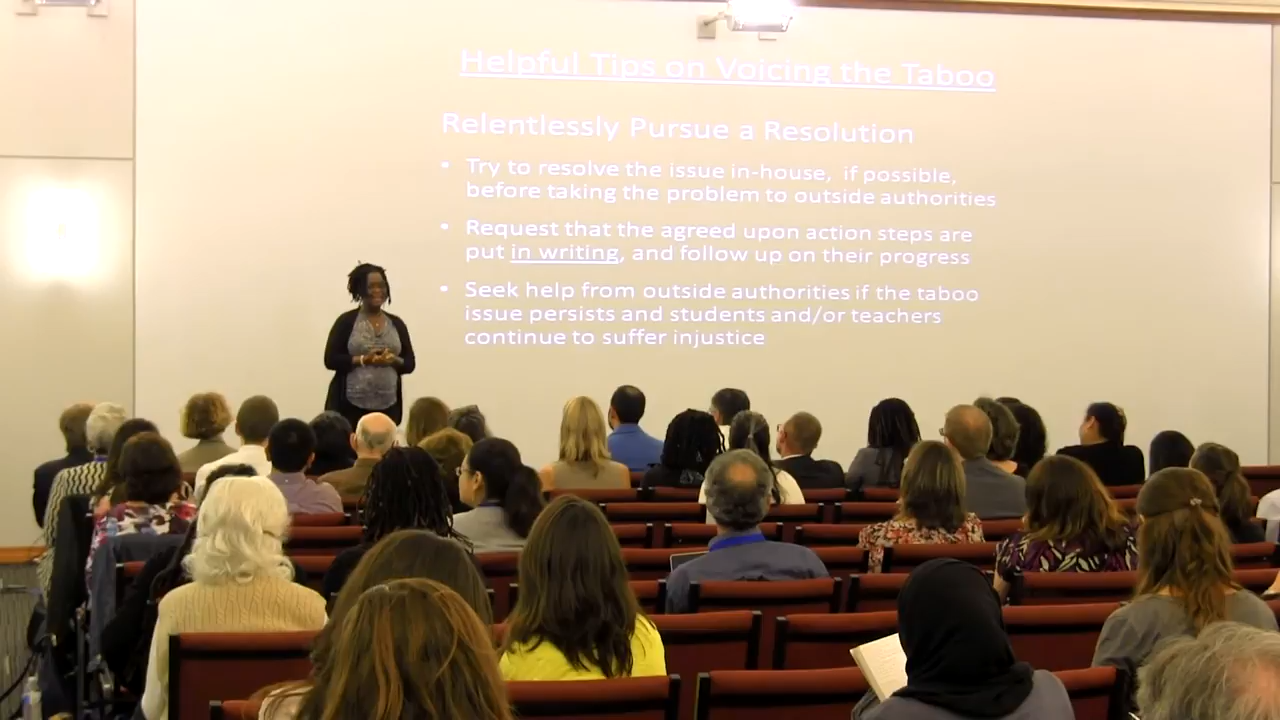 Helpful Tips on Voicing the Taboo
Relentlessly Pursue a Resolution
• Try to resolve the issue in-house, if possible,
before taking the problem to outside authorities
• Request that the agreed upon action steps are
put in writing, and follow up on their progress
• Seek help from outside authorities if the taboo
issue persists and students and/or teachers
continue to suffer injustice